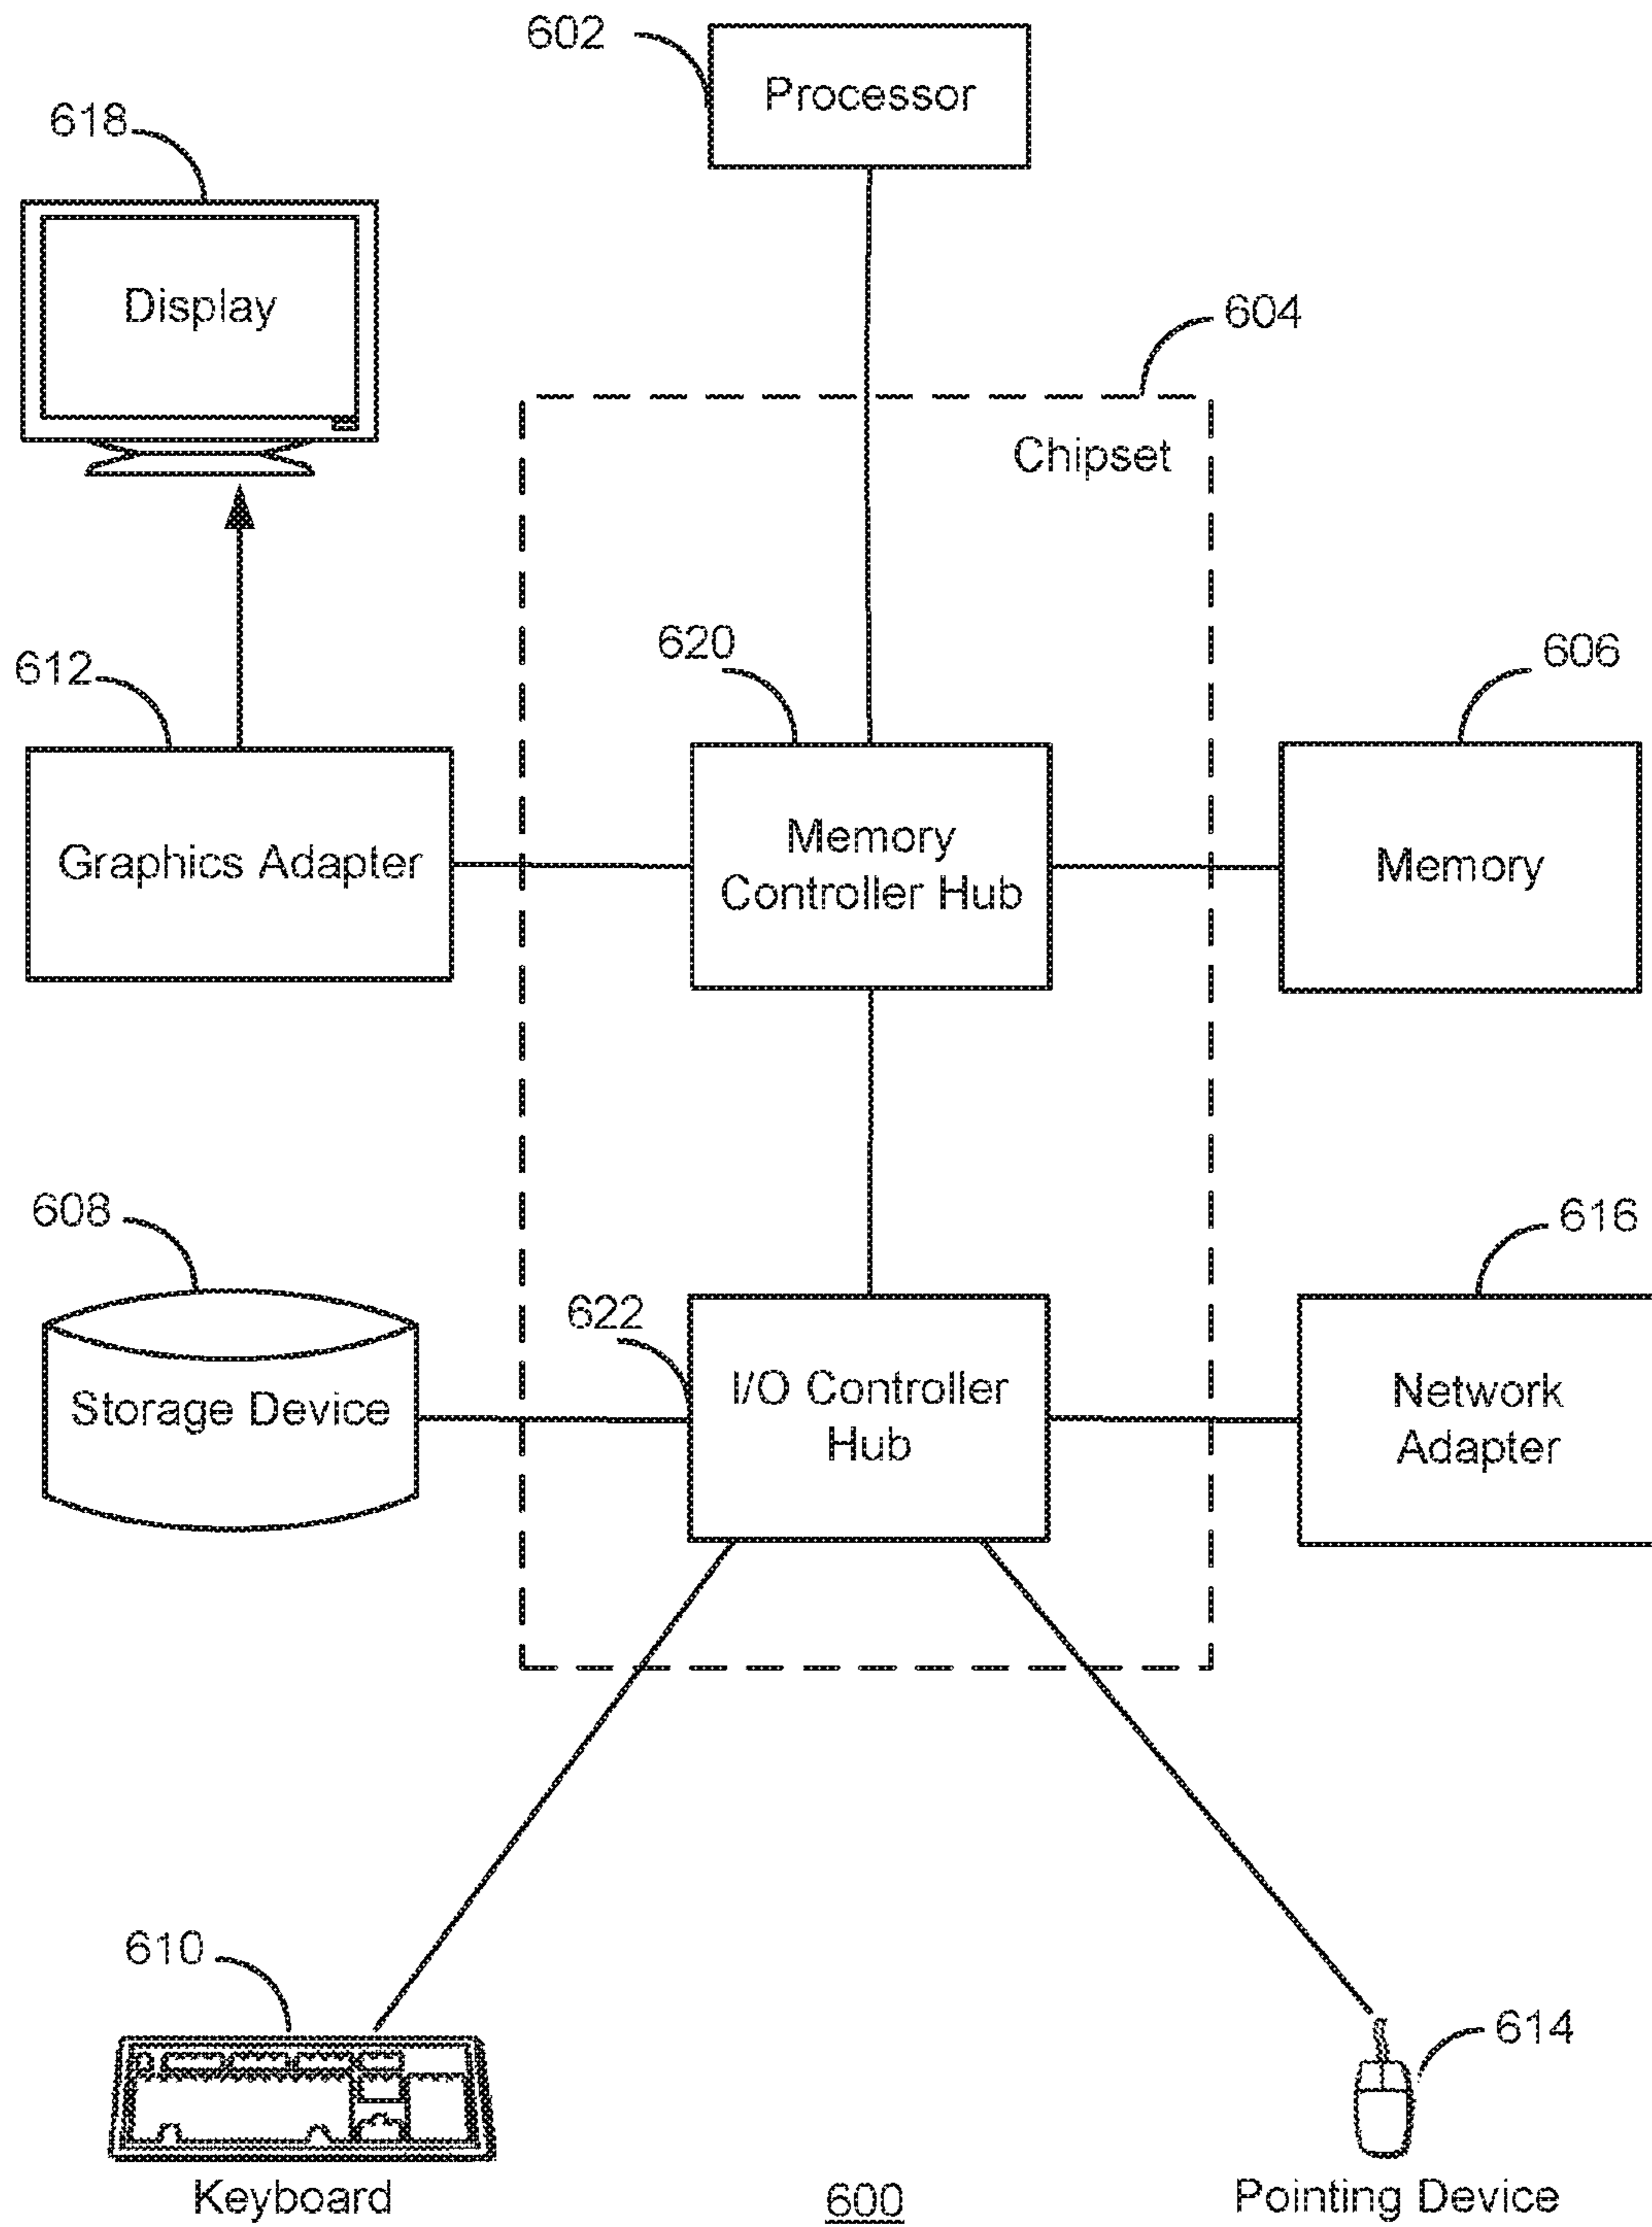 602
Processor
618
Display
604
Chipset
620
606
612
Memory
Controller Hub
Graphics Adapter
Memory
608
616
622
I/O Controller
Hub
Storage Device
Network
Adapter
610
614
Keyboard
600
Pointing Device